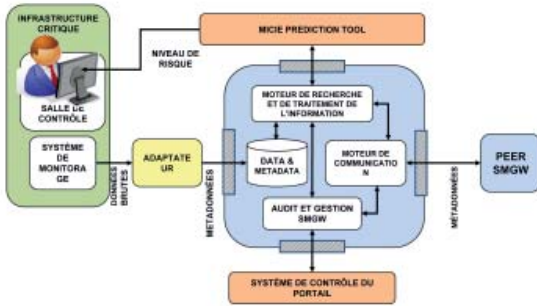 INFRASTRUCTURE
CRITIQUE
SALLE DE
CONTRÔLE
SYSTÈME
DE
MONITORA
GE
DONNÉES
BRUTES
ADAPTATE
UR
METADONNÉES
NIVEAU DE
RISQUE
MICIE PREDICTION TOOL
MOTEUR DE RECHERCHE
ET DE TRAITEMENT DE
L'INFORMATION
DATA &
METADATA
MOTEUR DE
COMMUNICATIO
N
AUDIT ET GESTION
SMGW
MÉTADONNÉES
PEER
SMGW
SYSTÈME DE CONTRÔLE DU
PORTAIL